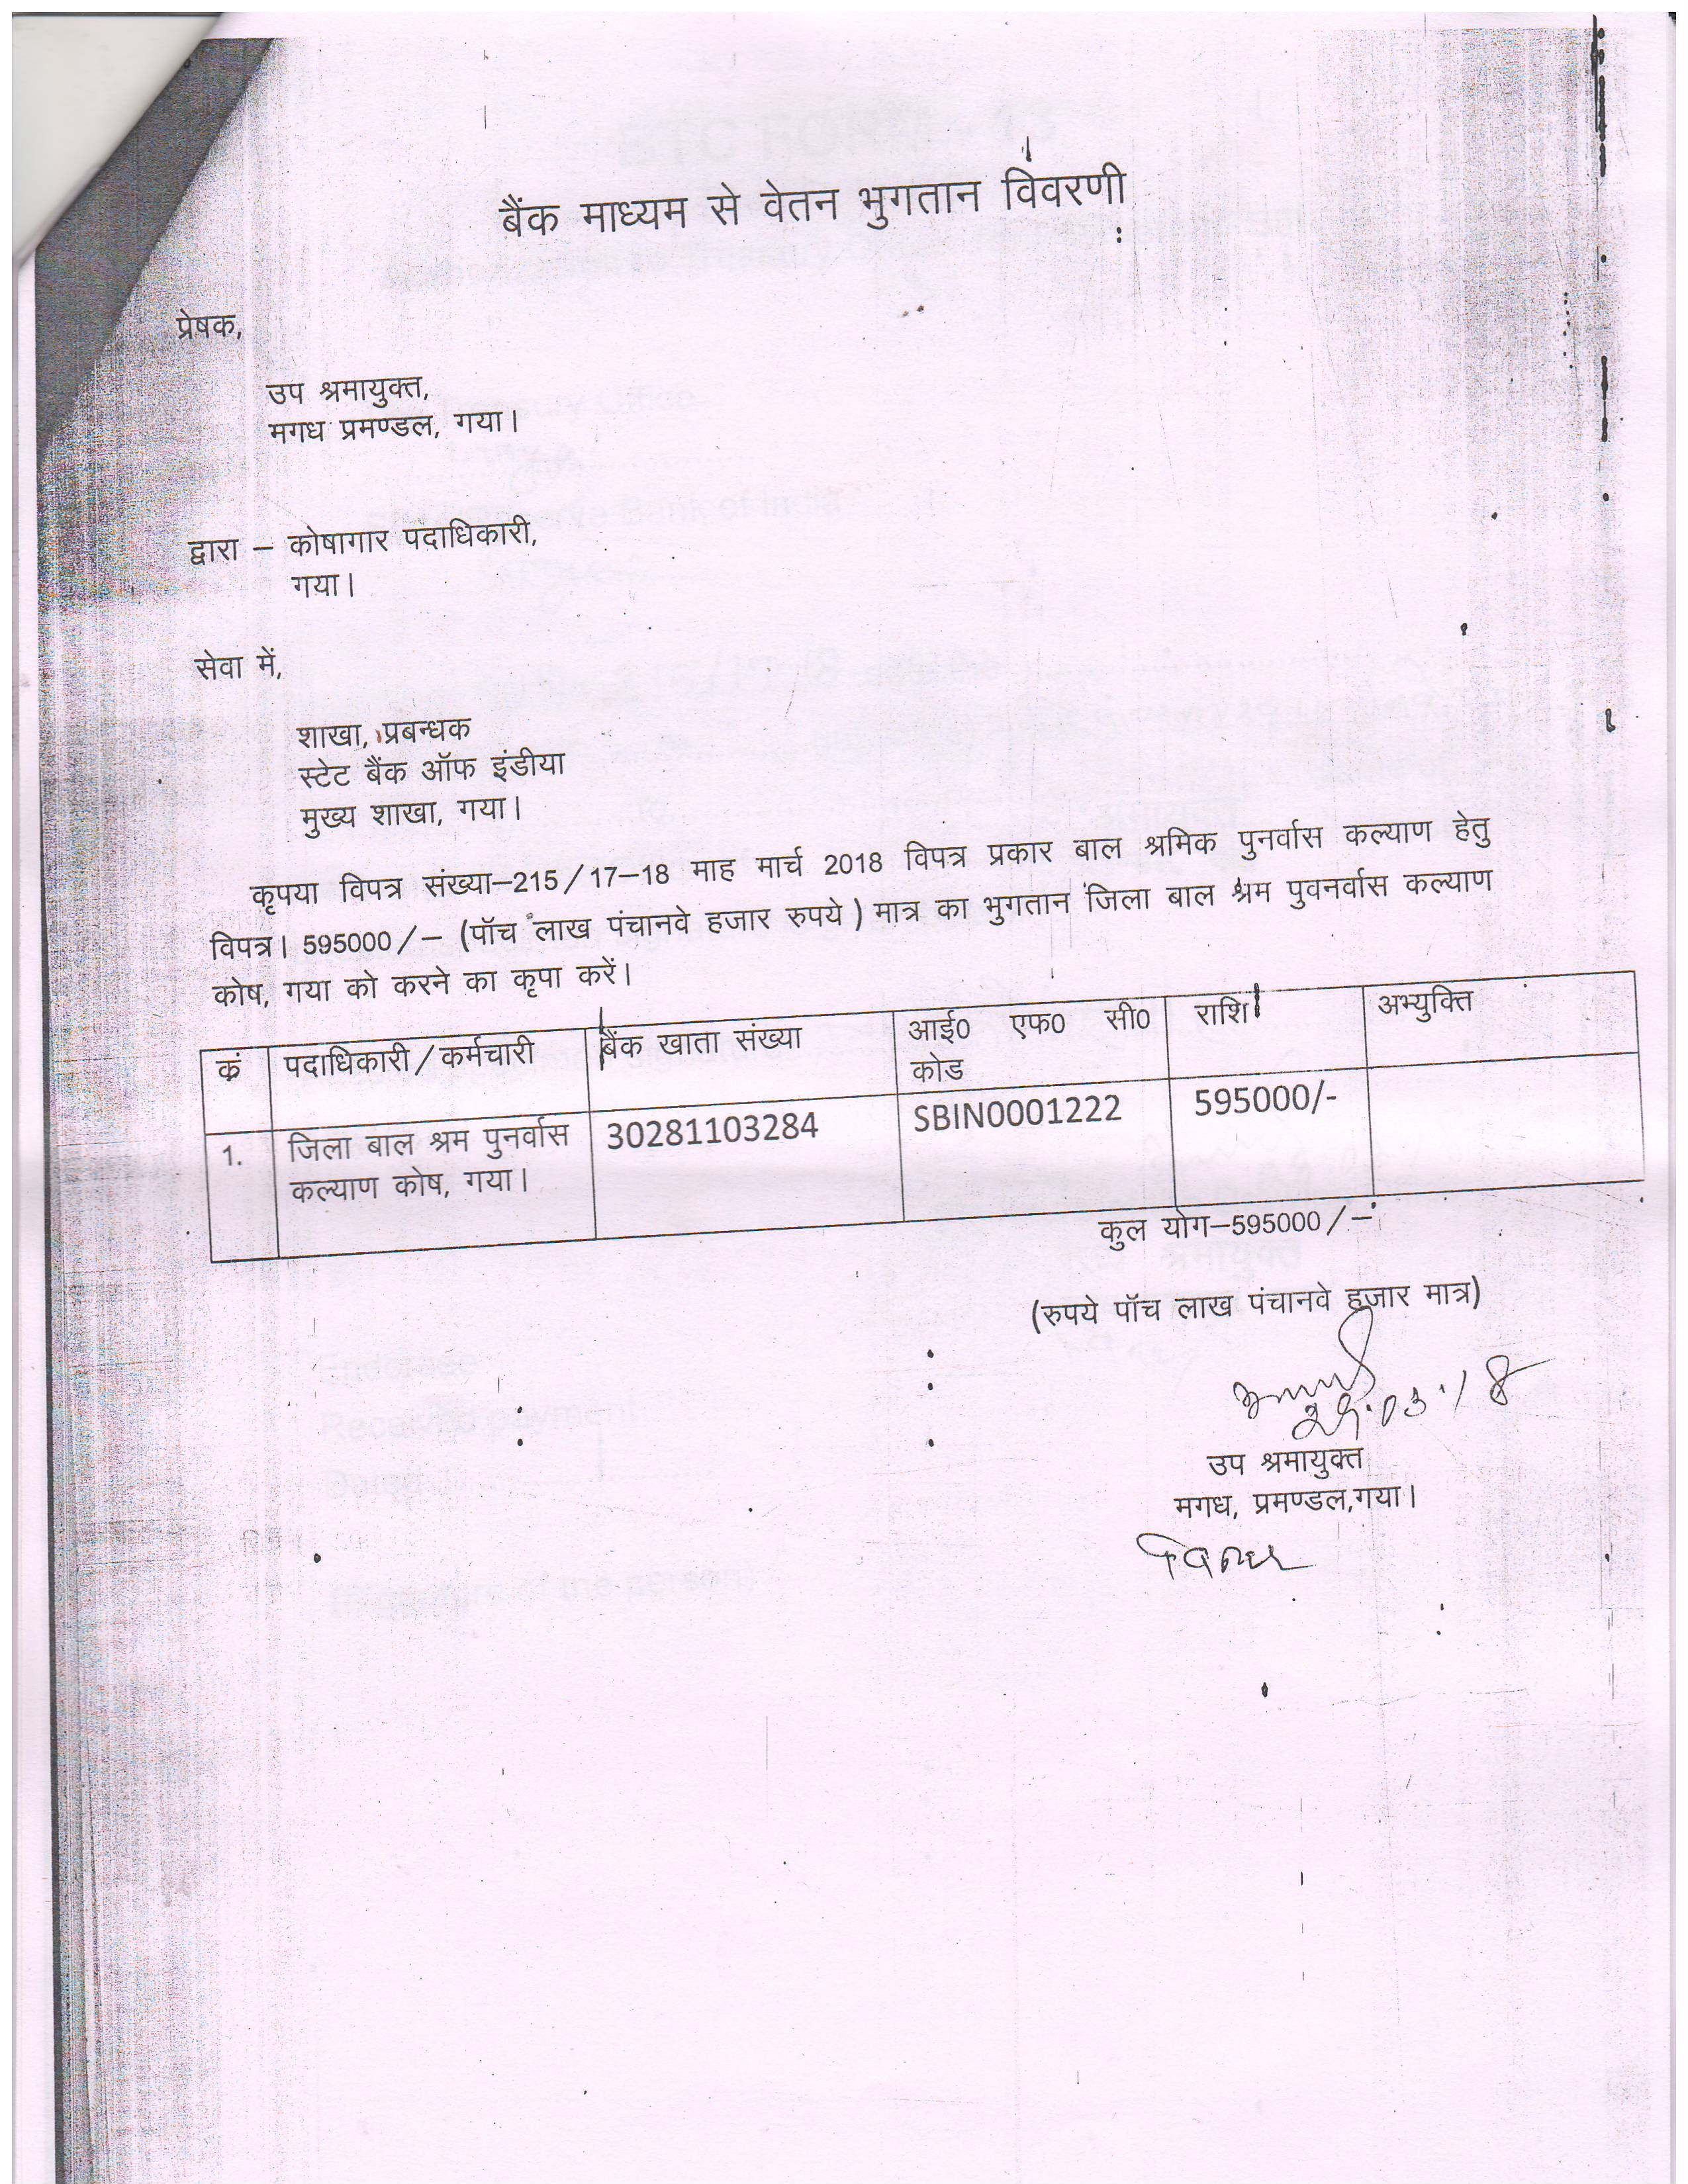 बैंक माध्यम से वेतन भुगतान विवरणी
प्रेषक,
उप श्रमायुक्त,
मगध प्रमण्डल, गया।
द्वारा – कोषागार पदाधिकारी,
गया।
सेवा में,
शाखा, प्रबन्धक
स्टेट बैंक ऑफ इंडीया
मुख्य शाखा, गया।
कृपया विपत्र संख्या–215/17–18 माह मार्च 2018 विपत्र प्रकार बाल श्रमिक पुनर्वास कल्याण हेतु
विपत्र। 595000/– (पॉच लाख पंचानवे हजार रुपये) मात्र का भुगतान जिला बाल श्रम पुवनर्वास कल्याण
कोष, गया को करने का कृपा करें।
क्रं पदाधिकारी/कर्मचारी बैंक खाता संख्या आई0 एफ0 सी0 राशि अभ्युक्ति
कोड
1. जिला बाल श्रम पुनर्वास 30281103284 SBIN0001222 595000/-
कल्याण कोष, गया।
कुल योग–595000/–
(रुपये पॉच लाख पंचानवे हजार मात्र)
29.03.18
उप श्रमायुक्त
मगध, प्रमण्डल,गया।